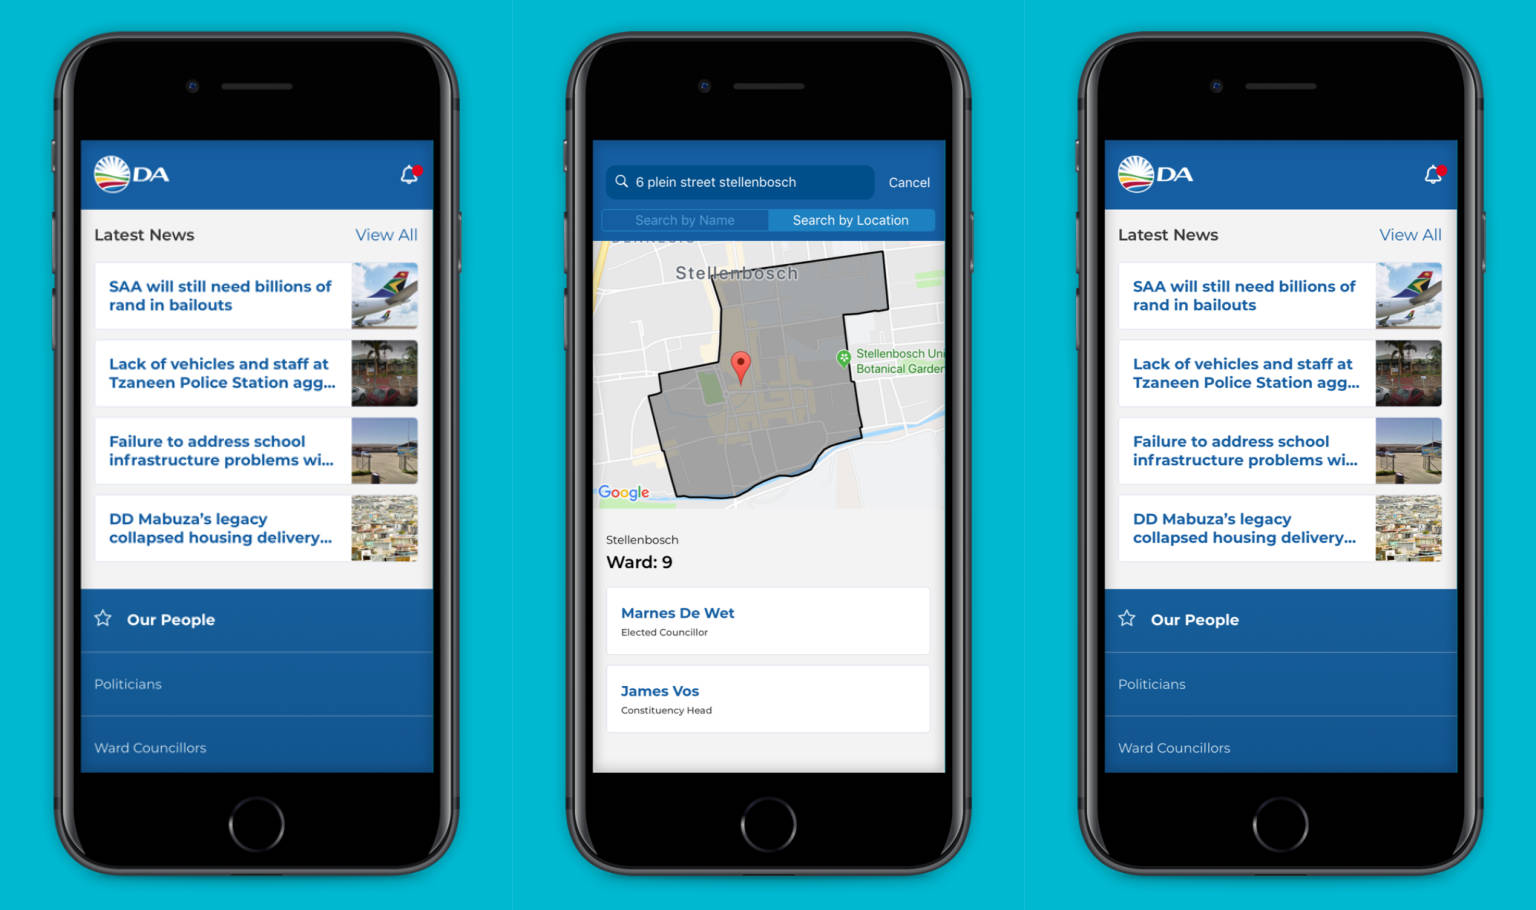 DA
Latest News
View All
SAA will still need billions of
rand in bailouts
Lack of vehicles and staff at
Tzaneen Police Station agg...
Failure to address school
infrastructure problems wi...
DD Mabuza’s legacy
collapsed housing delivery...
Our People
Politicians
Ward Councillors
6 plein street stellenbosch
Cancel
Search by Name
Search by Location
Stellenbosch
Stellenbosch Uni
Botanical Garden
Google
Stellenbosch
Ward: 9
Marnes De Wet
Elected Councillor
James Vos
Constituency Head
DA
Latest News
View All
SAA will still need billions of
rand in bailouts
Lack of vehicles and staff at
Tzaneen Police Station agg...
Failure to address school
infrastructure problems wi...
DD Mabuza’s legacy
collapsed housing delivery...
Our People
Politicians
Ward Councillors